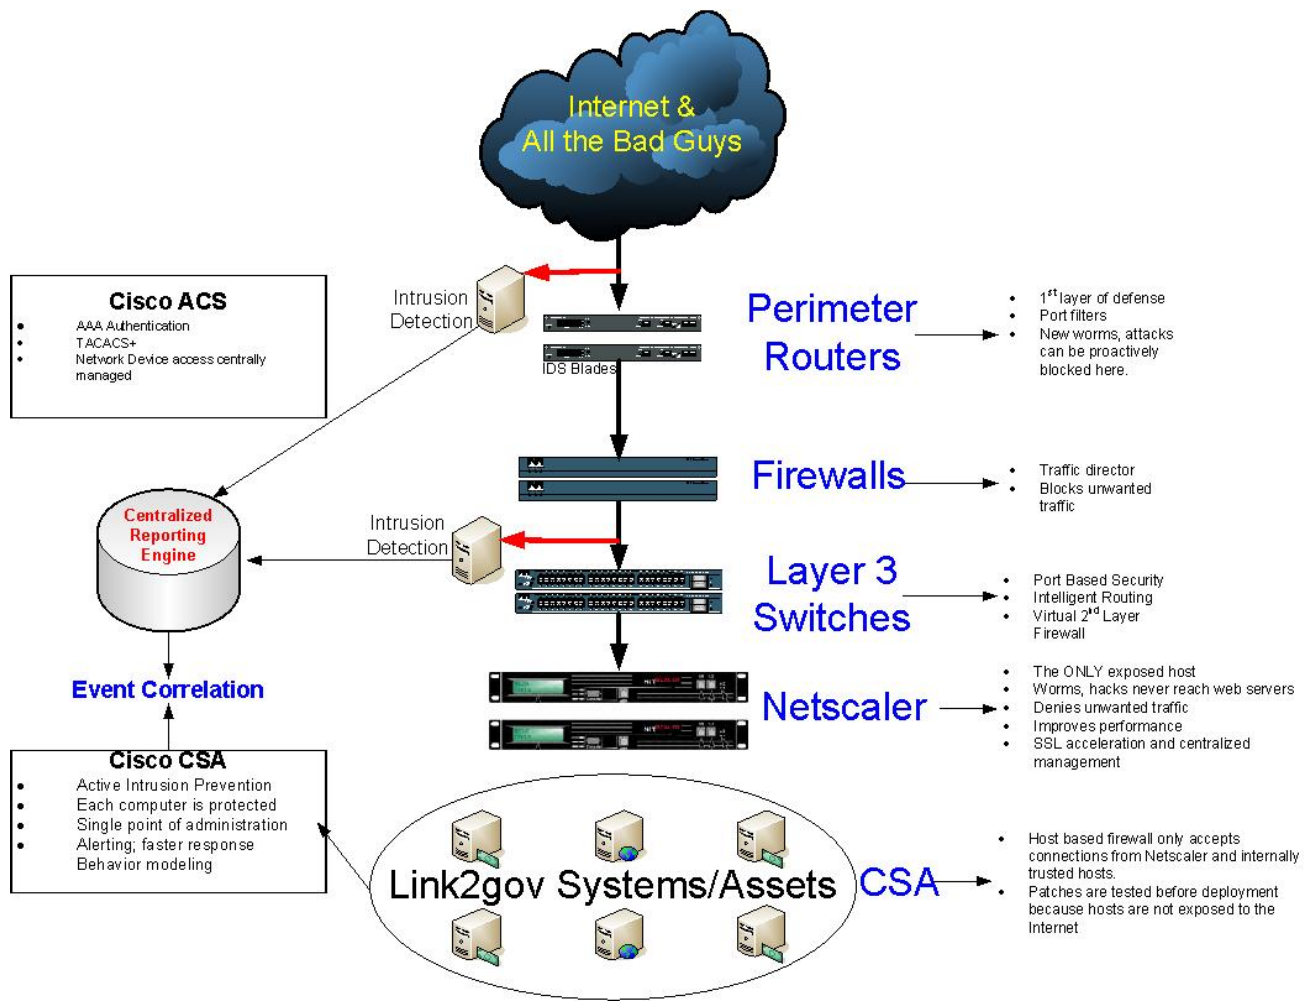 Internet &
All the Bad Guys
Intrusion
Detection
Cisco ACS
• AAA Authentication
• TACACS+
• Network Device access centrally
managed
IDS Blades
Perimeter
Routers
• 1st layer of defense
• Port filters
• New worms, attacks
can be proactively
blocked here.
Firewalls
• Traffic director
• Blocks unwanted
traffic
Centralized
Reporting
Engine
Intrusion
Detection
Layer 3
Switches
• Port Based Security
• Intelligent Routing
• Virtual 2nd Layer
Firewall
Event Correlation
Netscaler
• The ONLY exposed host
• Worms, hacks never reach web servers
• Denies unwanted traffic
• Improves performance
• SSL acceleration and centralized
management
Cisco CSA
• Active Intrusion Prevention
• Each computer is protected
• Single point of administration
• Alerting; faster response
Behavior modeling
Link2gov Systems/Assets
CSA
• Host based firewall only accepts
connections from Netscaler and internally
trusted hosts.
• Patches are tested before deployment
because hosts are not exposed to the
Internet